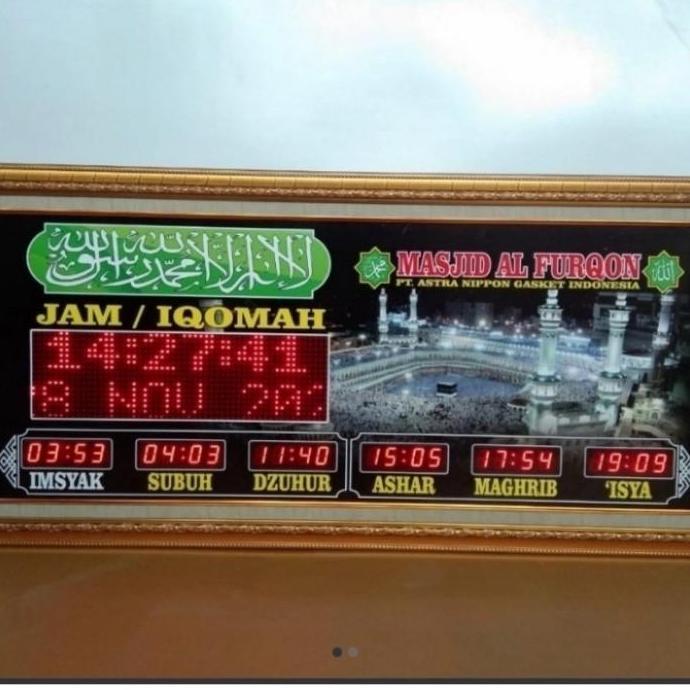 لا إله إلا الله محمد رسول الله
MASJID AL FURQON
محمد
الله
PT. ASTRA NIPPON GASKET INDONESIA
JAM / IQOMAH
14:27:41
8 NOV
03:53 04:03 11:40 15:05 17:54 19:09
IMSYAK SUBUH DZUHUR ASHAR MAGHRIB 'ISYA